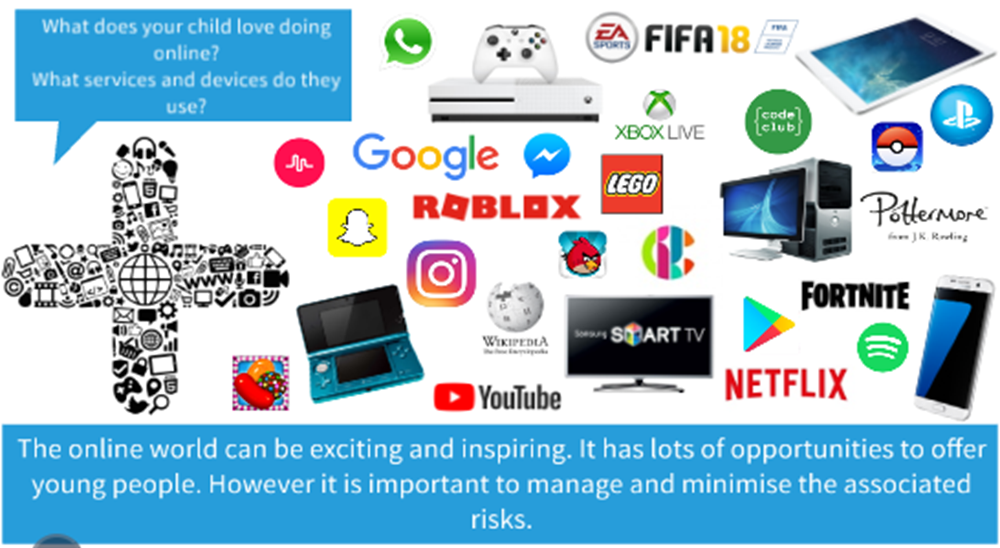 What does your child love doing
online?
What services and devices do they
use?
EA
SPORTS
FIFA 18
FIFA
XBOX LIVE
{code
club}
Google
LEGO
ROBLOX
Pottermore
from J.K. Rowling
WWW
WIKIPEDIA
The Free Encyclopedia
Samsung SMART TV
FORTNITE
NETFLIX
YouTube
The online world can be exciting and inspiring. It has lots of opportunities to offer
young people. However it is important to manage and minimise the associated
risks.